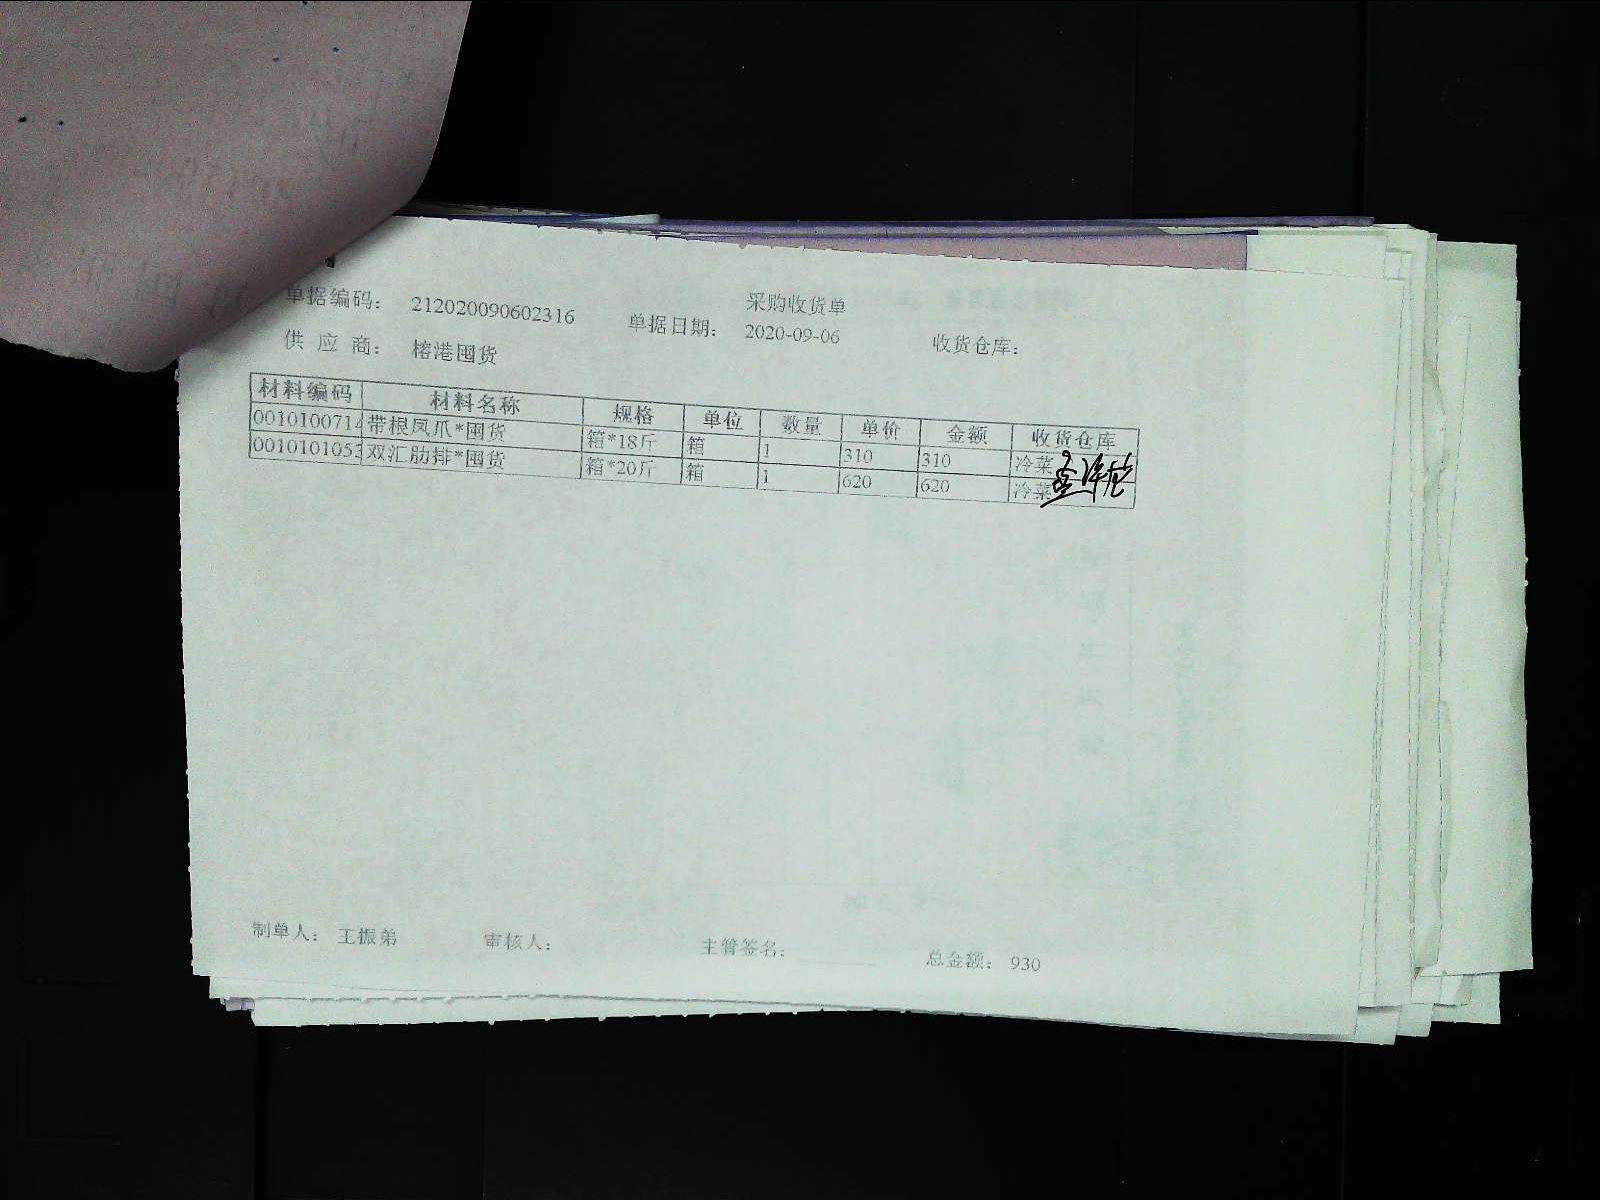 采购收货单
单据编码： 212020090602316 单据日期： 2020-09-06 收货仓库：
供 应 商： 榕港囤货
材料编码 材料名称 规格 单位 数量 单价 金额 收货仓库
0010100714 带根凤爪*囤货 箱*18斤 箱 1 310 310 冷菜
0010101053 双汇肋排*囤货 箱*20斤 箱 1 620 620 冷菜
制单人： 王振弟 审核人： 主管签名： 总金额： 930